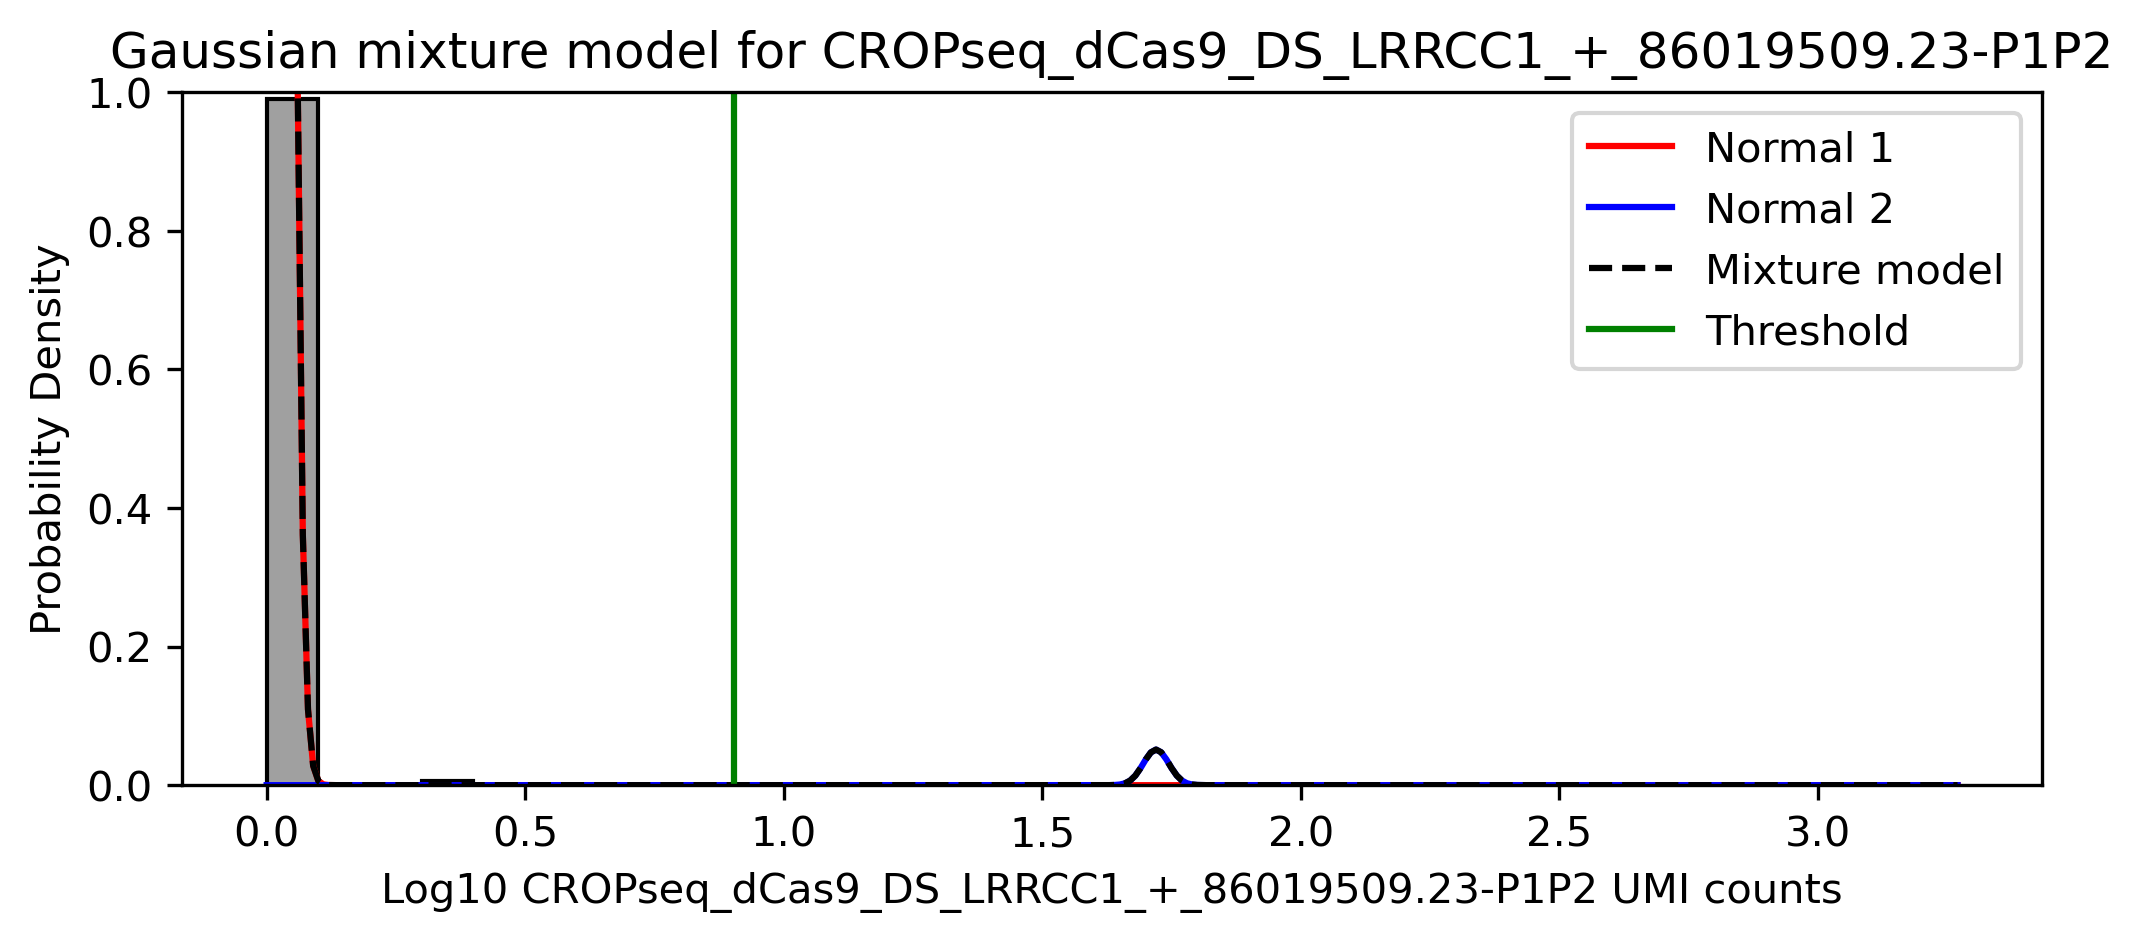 Gaussian mixture model for CROPseq_dCas9_DS_LRRCC1_+_86019509.23-P1P2
Probability Density
1.0
0.8
0.6
0.4
0.2
0.0
Normal 1
Normal 2
Mixture model
Threshold
0.0 0.5 1.0 1.5 2.0 2.5 3.0
Log10 CROPseq_dCas9_DS_LRRCC1_+_86019509.23-P1P2 UMI counts